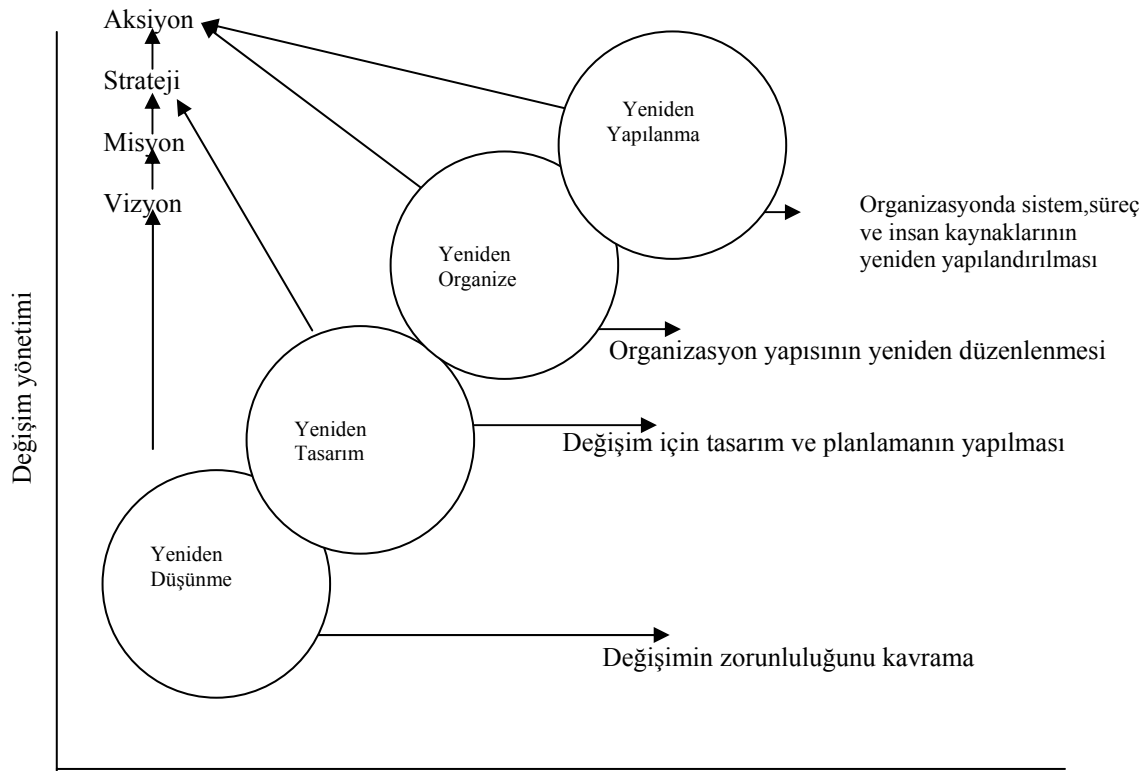 Aksiyon
Strateji
Misyon
Vizyon
Yeniden
Yapılanma
Organizasyonda sistem,süreç
ve insan kaynaklarının
yeniden yapılandırılması
Yeniden
Organize
Organizasyon yapısının yeniden düzenlenmesi
Yeniden
Tasarım
Değişim için tasarım ve planlamanın yapılması
Yeniden
Düşünme
Değişimin zorunluluğunu kavrama
Değişim yönetimi